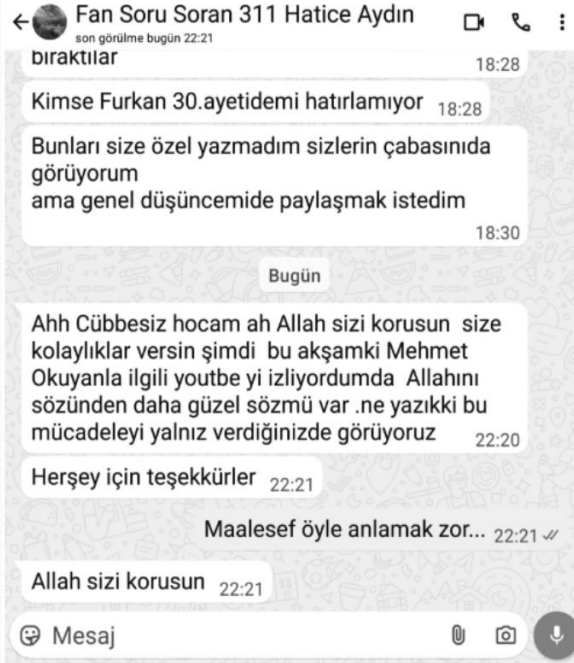 Fan Soru Soran 311 Hatice Aydın
son görülme bugün 22:21
bıraktılar
18:28
Kimse Furkan 30.ayetidemi hatırlamıyor 18:28
Bunları size özel yazmadım sizlerin çabasınıda
görüyorum
ama genel düşüncemide paylaşmak istedim
18:30
Bugün
Ahh Cübbesiz hocam ah Allah sizi korusun size
kolaylıklar versin şimdi bu akşamki Mehmet
Okuyanla ilgili youtbe yi izliyordumda Allahını
sözünden daha güzel sözmü var .ne yazıkki bu
mücadeleyi yalnız verdiğinizde görüyoruz 22:20
Herşey için teşekkürler 22:21
Maalesef öyle anlamak zor... 22:21
Allah sizi korusun 22:21
Mesaj